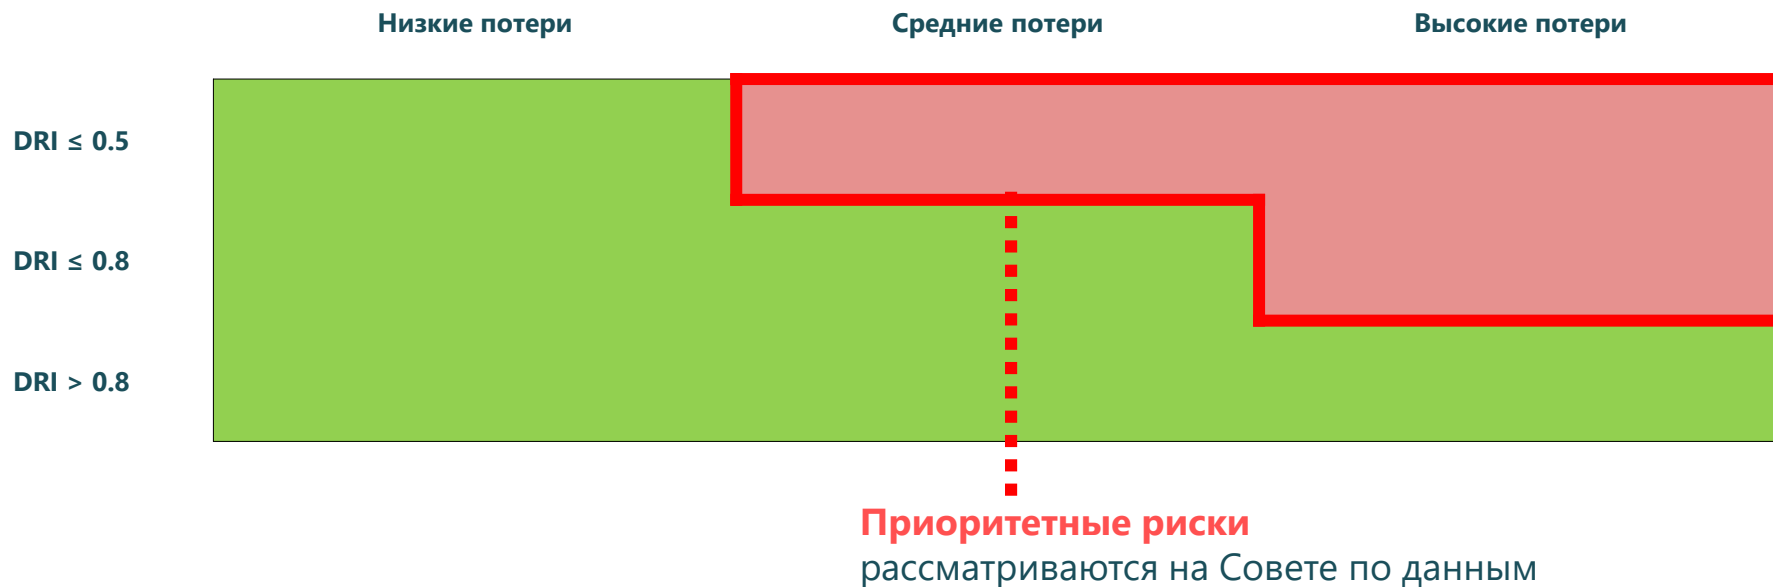 Низкие потери Средние потери Высокие потери
DRI ≤ 0.5
DRI ≤ 0.8
DRI > 0.8
Приоритетные риски
рассматриваются на Совете по данным